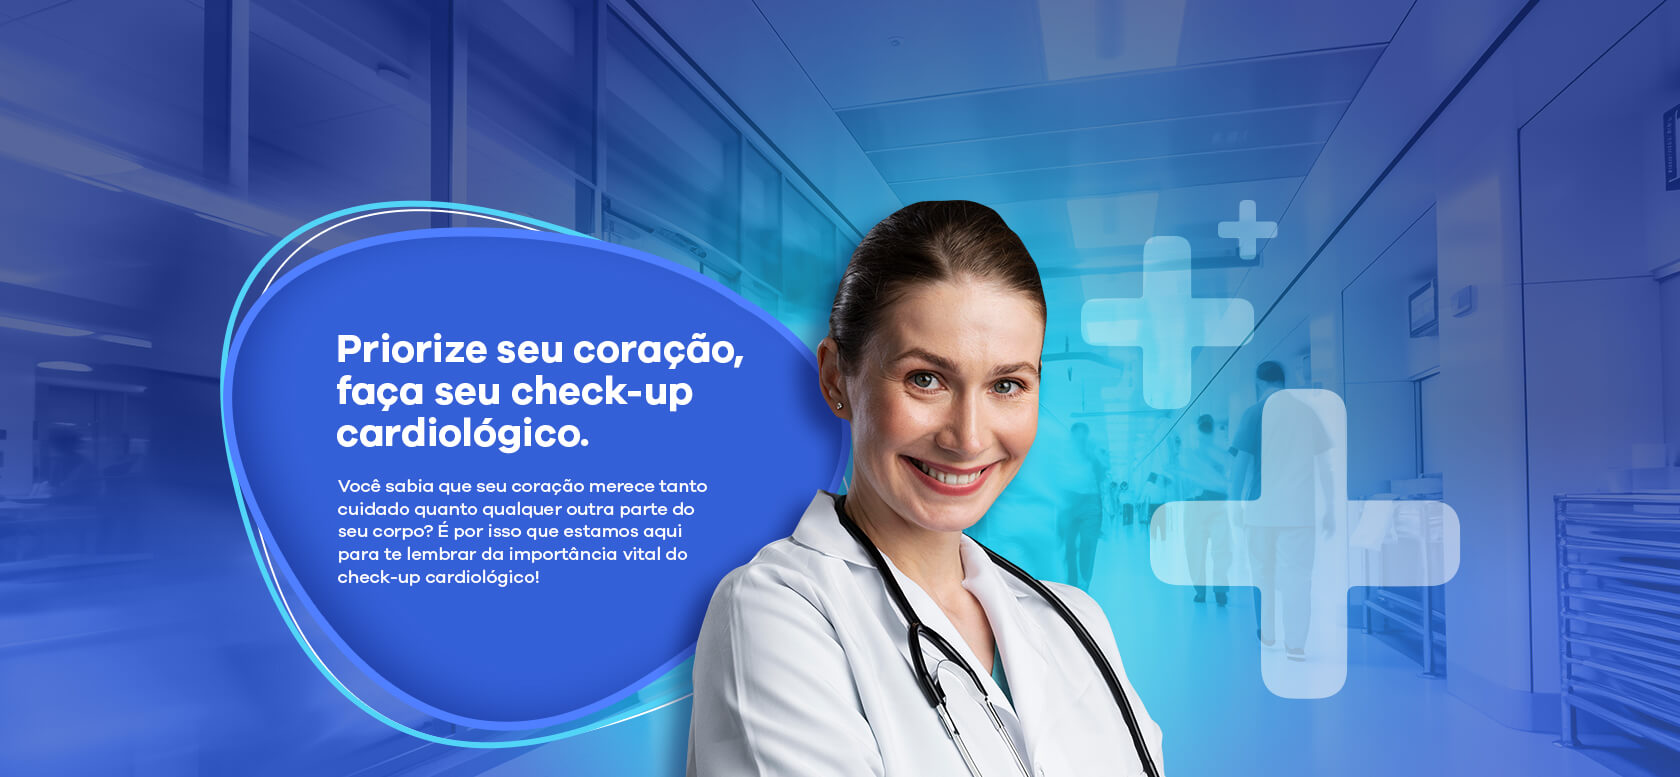 Priorize seu coração,
faça seu check-up
cardiológico.
Você sabia que seu coração merece tanto
cuidado quanto qualquer outra parte do
seu corpo? É por isso que estamos aqui
para te lembrar da importância vital do
check-up cardiológico!